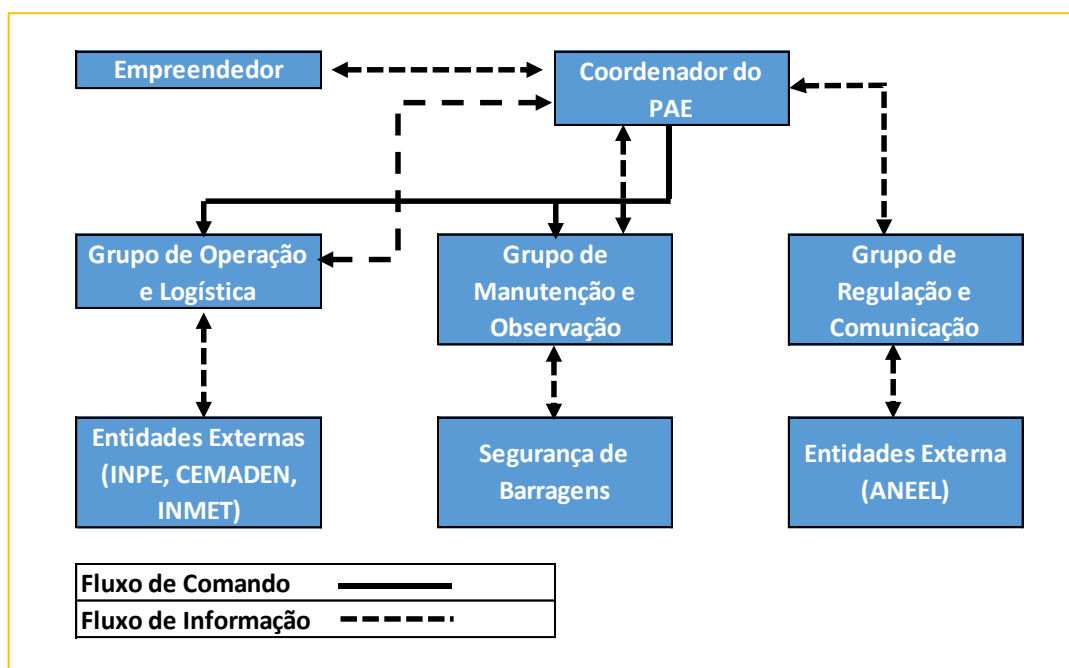 Empreendedor
Coordenador do
PAE
Grupo de Operação
e Logística
Grupo de
Manutenção e
Observação
Grupo de
Regulação e
Comunicação
Entidades Externas
(INPE, CEMADEN,
INMET)
Segurança de
Barragens
Entidades Externa
(ANEEL)
Fluxo de Comando
Fluxo de Informação